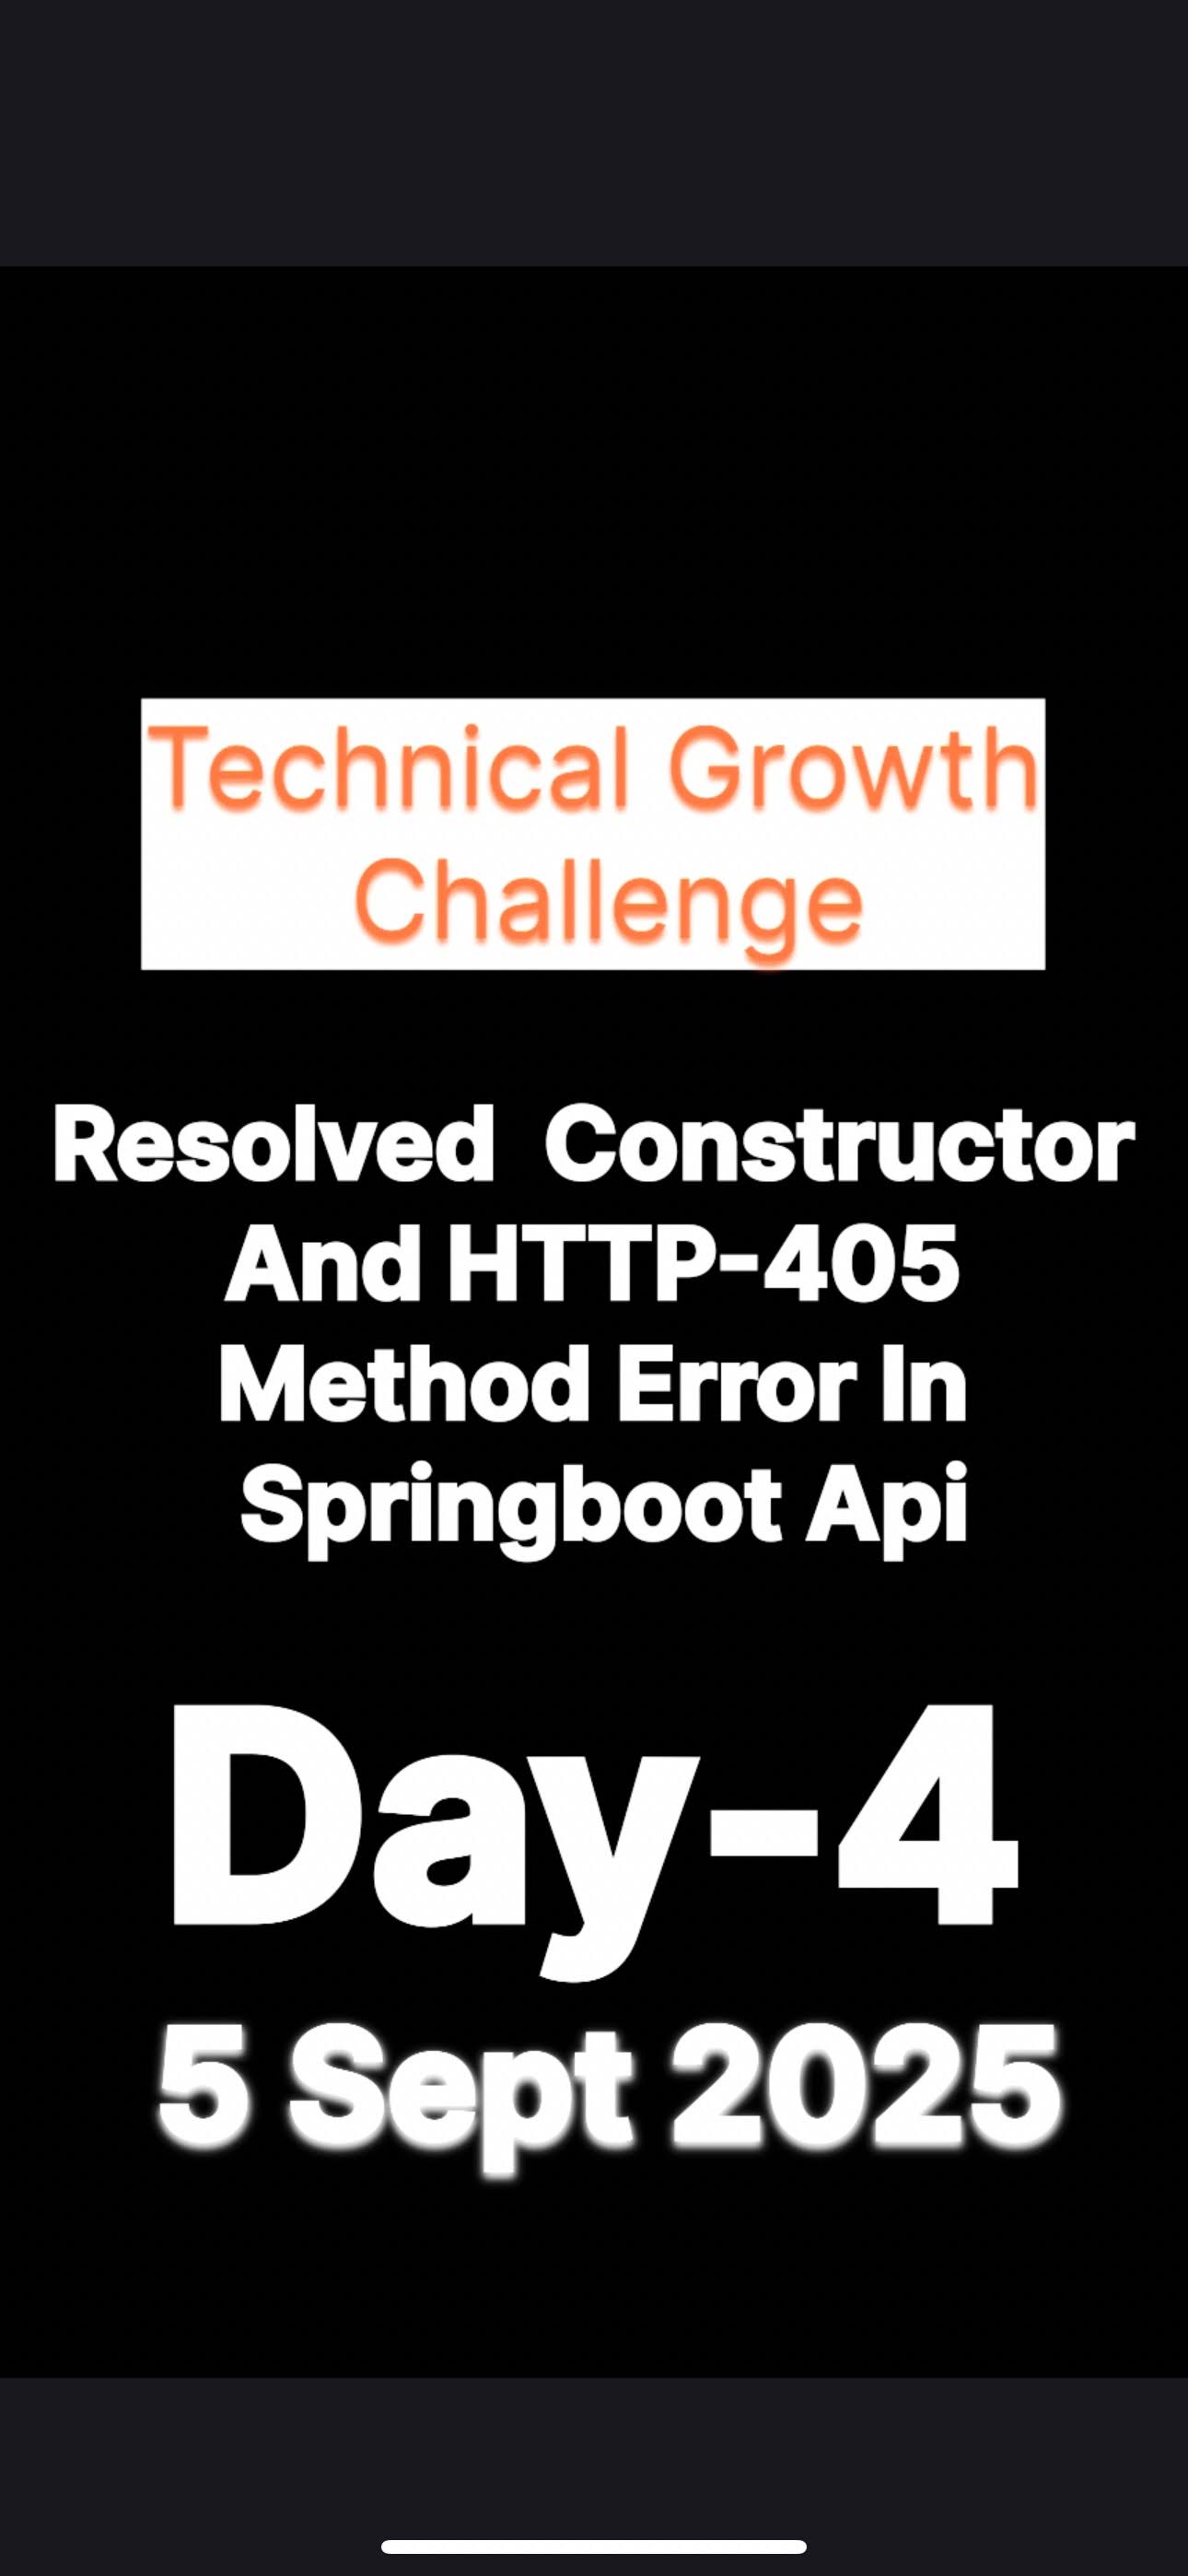 Technical Growth
Challenge
Resolved  Constructor
And HTTP-405
Method Error In
Springboot Api
Day-4
5 Sept 2025